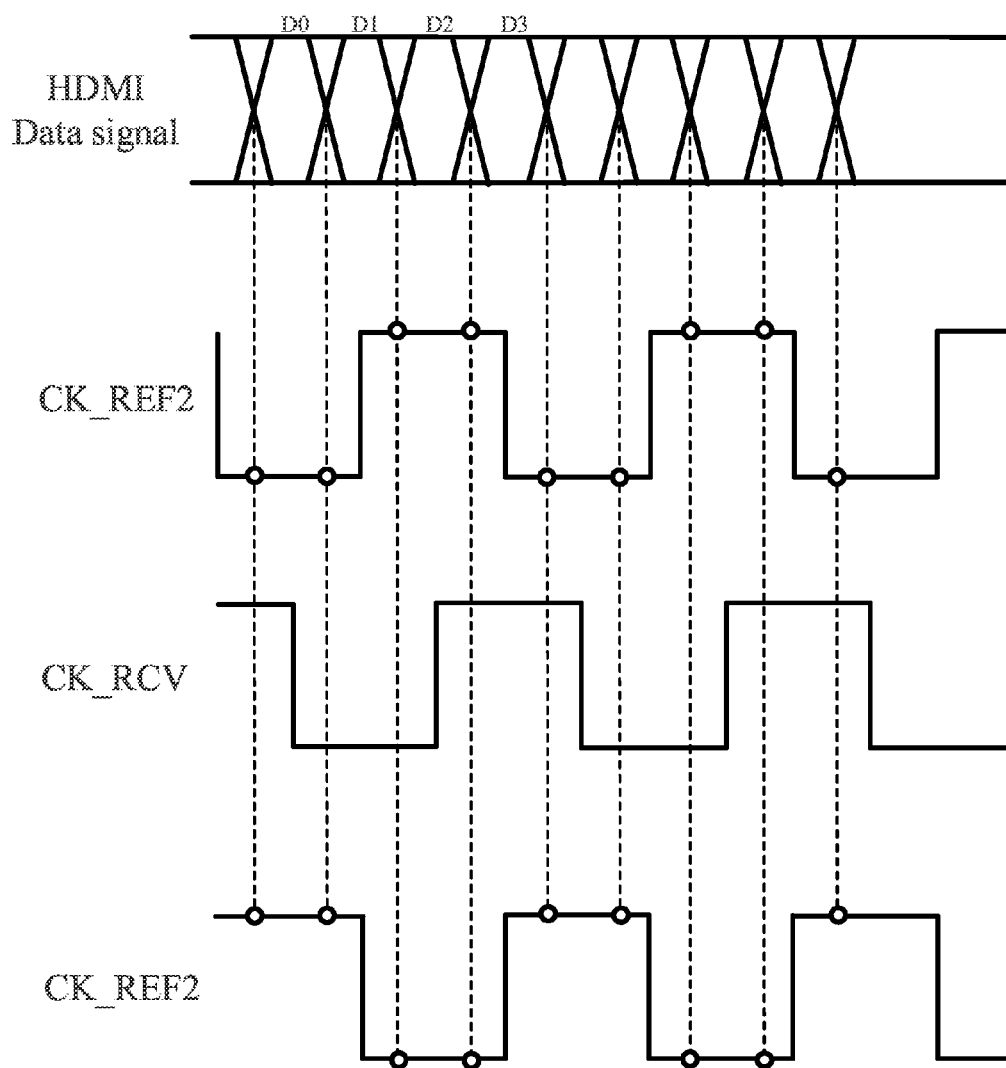 D0 D1 D2 D3
HDMI
Data signal
CK_REF2
CK_RCV
CK_REF2